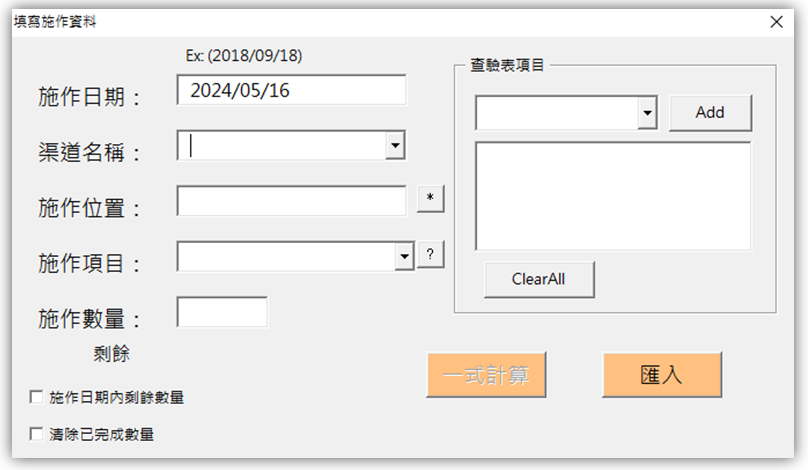 填寫施作資料
Ex: (2018/09/18)
施作日期：
2024/05/16
渠道名稱：
施作位置：
*
施作項目：
?
施作數量：
剩餘
施作日期內剩餘數量
清除已完成數量
查驗表項目
Add
ClearAll
一式計算
匯入